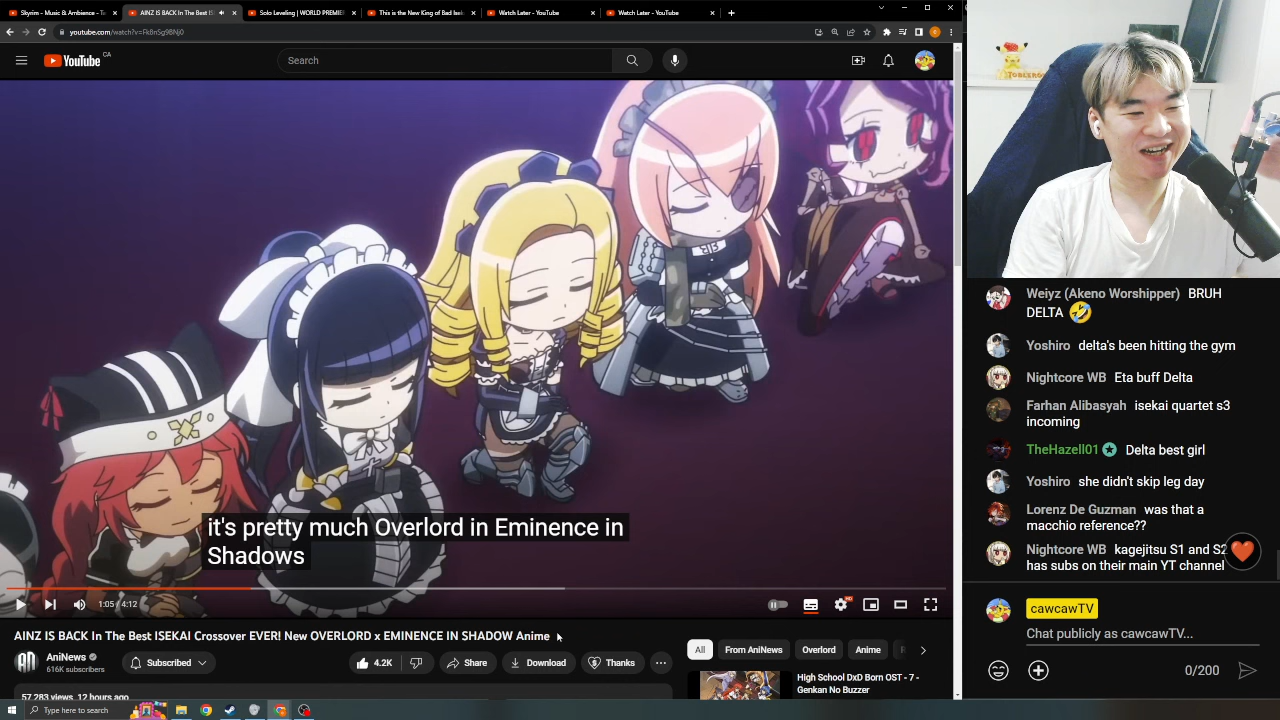 Skyrim - Music & Ambience - Tw
AINZ IS BACK In The Best IS
Solo Leveling | WORLD PREMIE
This is the New King of Bad Isek
Watch Later - YouTube
Watch Later - YouTube
youtube.com/watch?v=
YouTube CA
Search
it's pretty much Overlord in Eminence in
Shadows
1:05 / 4:12
HD
AINZ IS BACK In The Best ISEKAI Crossover EVER! New OVERLORD x EMINENCE IN SHADOW Anime
AniNews
616K subscribers
Subscribed
4.2K
Share
Download
Thanks
57,283 views 12 hours ago
All
From AniNews
Overlord
Anime
High School DxD Born OST - 7 -
Genkan No Buzzer
Type here to search
Weiyz (Akeno Worshipper) BRUH
DELTA 🤣
Yoshiro delta's been hitting the gym
Nightcore WB Eta buff Delta
Farhan Alibasyah isekai quartet s3
incoming
TheHazell01 Delta best girl
Yoshiro she didn't skip leg day
Lorenz De Guzman was that a
macchio reference??
Nightcore WB kagejitsu S1 and S2
has subs on their main YT channel
cawcawTV
Chat publicly as cawcawTV...
0/200